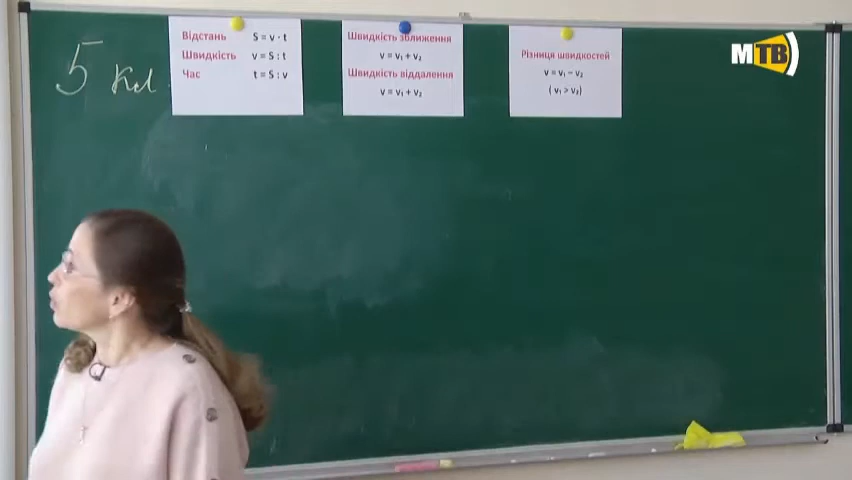 5 кл
Відстань S = v · t
Швидкість v = S : t
Час t = S : v
Швидкість зближення
v = v₁ + v₂
Швидкість віддалення
v = v₁ + v₂
Різниця швидкостей
v = v₁ – v₂
( v₁ > v₂)
МТВ